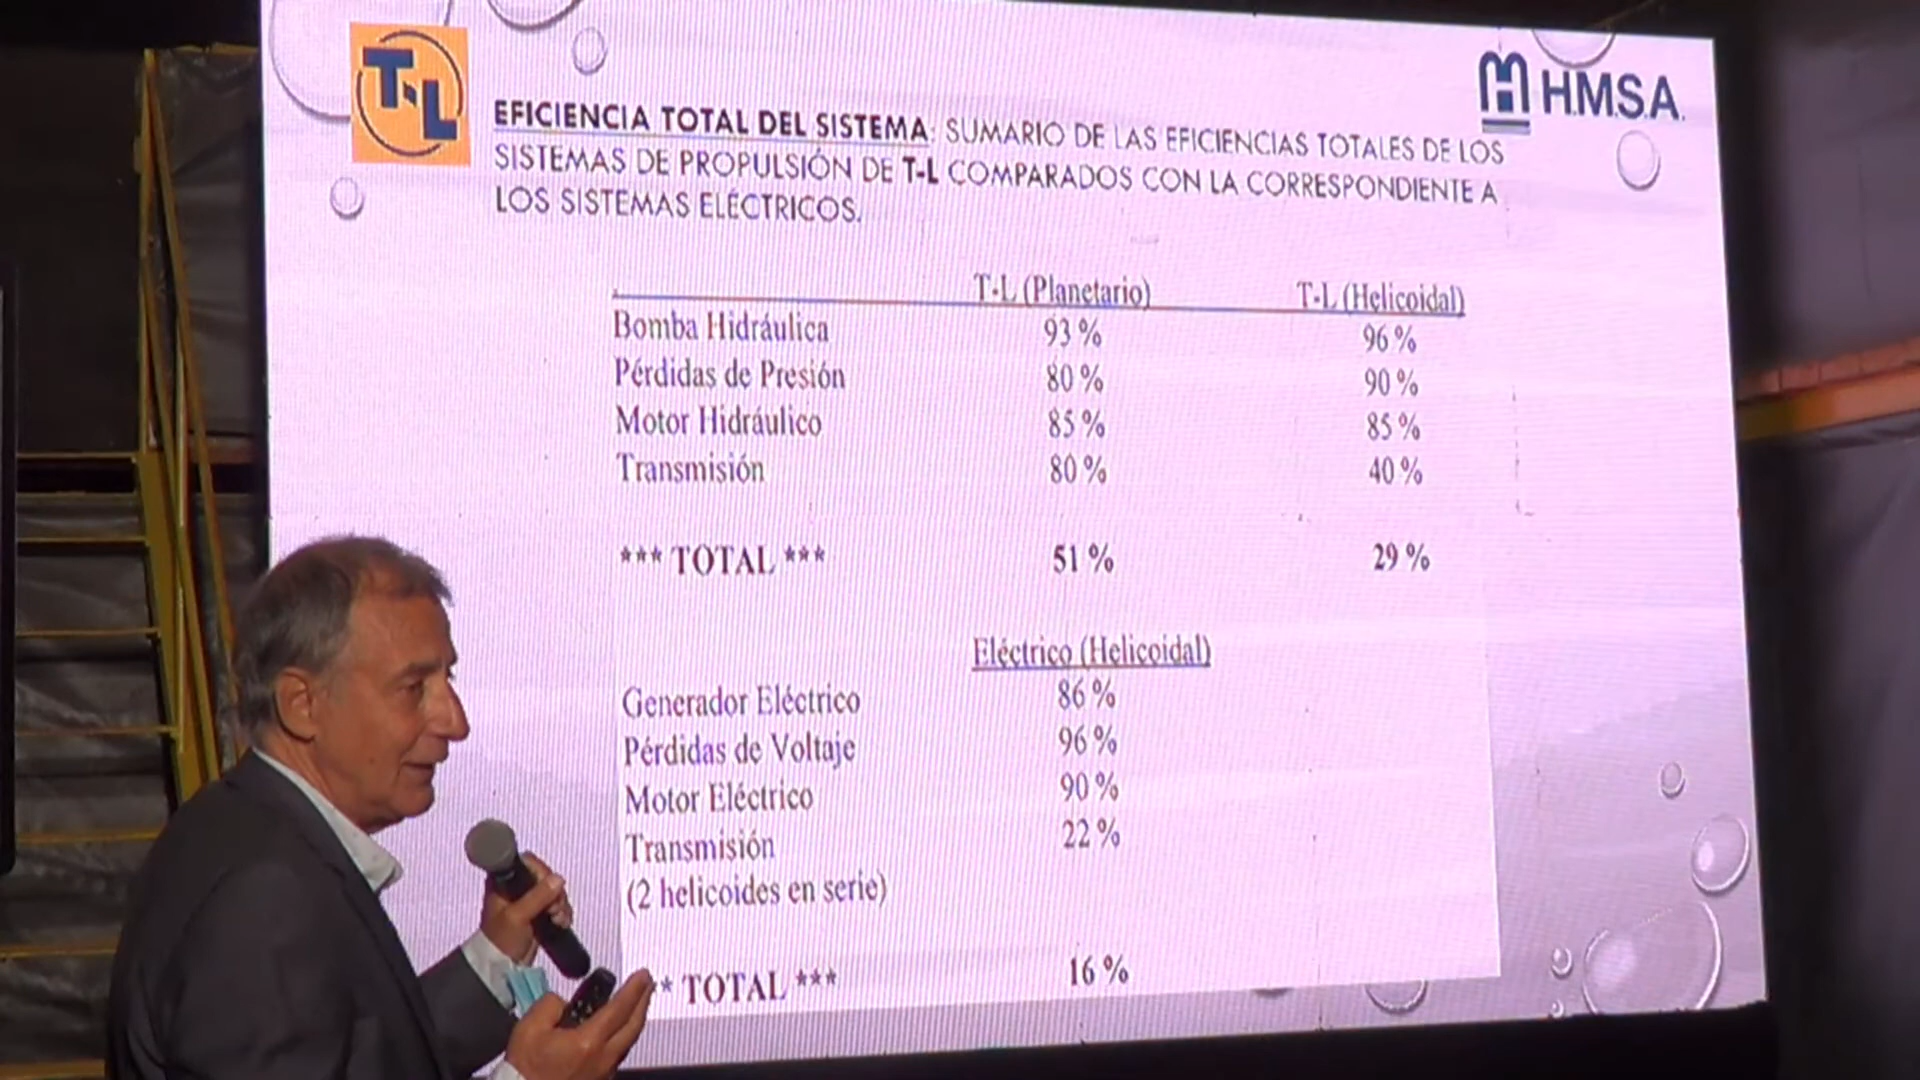 T-L
H.M.S.A.
EFICIENCIA TOTAL DEL SISTEMA: SUMARIO DE LAS EFICIENCIAS TOTALES DE LOS
SISTEMAS DE PROPULSIÓN DE T-L COMPARADOS CON LA CORRESPONDIENTE A
LOS SISTEMAS ELÉCTRICOS.
T-L (Planetario) T-L (Helicoidal)
Bomba Hidráulica 93 % 96 %
Pérdidas de Presión 80 % 90 %
Motor Hidráulico 85 % 85 %
Transmisión 80 % 40 %
*** TOTAL *** 51 % 29 %
Eléctrico (Helicoidal)
Generador Eléctrico 86 %
Pérdidas de Voltaje 96 %
Motor Eléctrico 90 %
Transmisión 22 %
(2 helicoides en serie)
** TOTAL *** 16 %